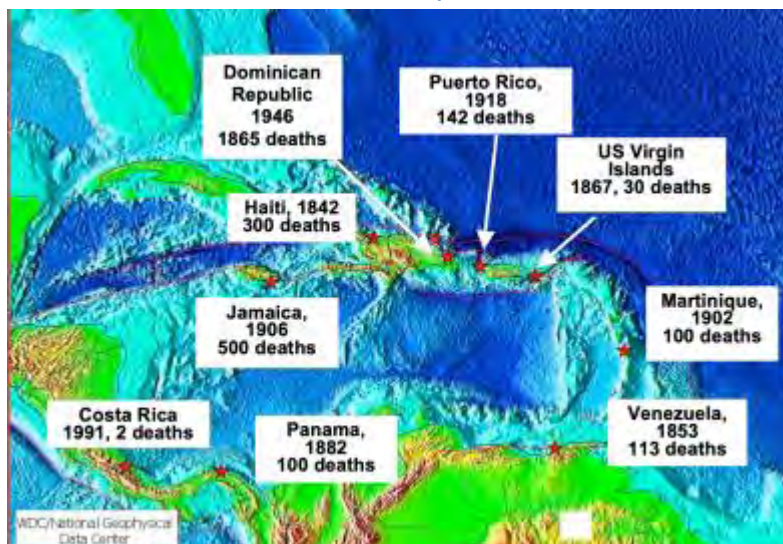 Dominican
Republic
1946
1865 deaths
Puerto Rico,
1918
142 deaths
US Virgin
Islands
1867, 30 deaths
Haiti, 1842
300 deaths
Jamaica,
1906
500 deaths
Martinique,
1902
100 deaths
Costa Rica
1991, 2 deaths
Panama,
1882
100 deaths
Venezuela,
1853
113 deaths
WDC/National Geophysical
Data Center